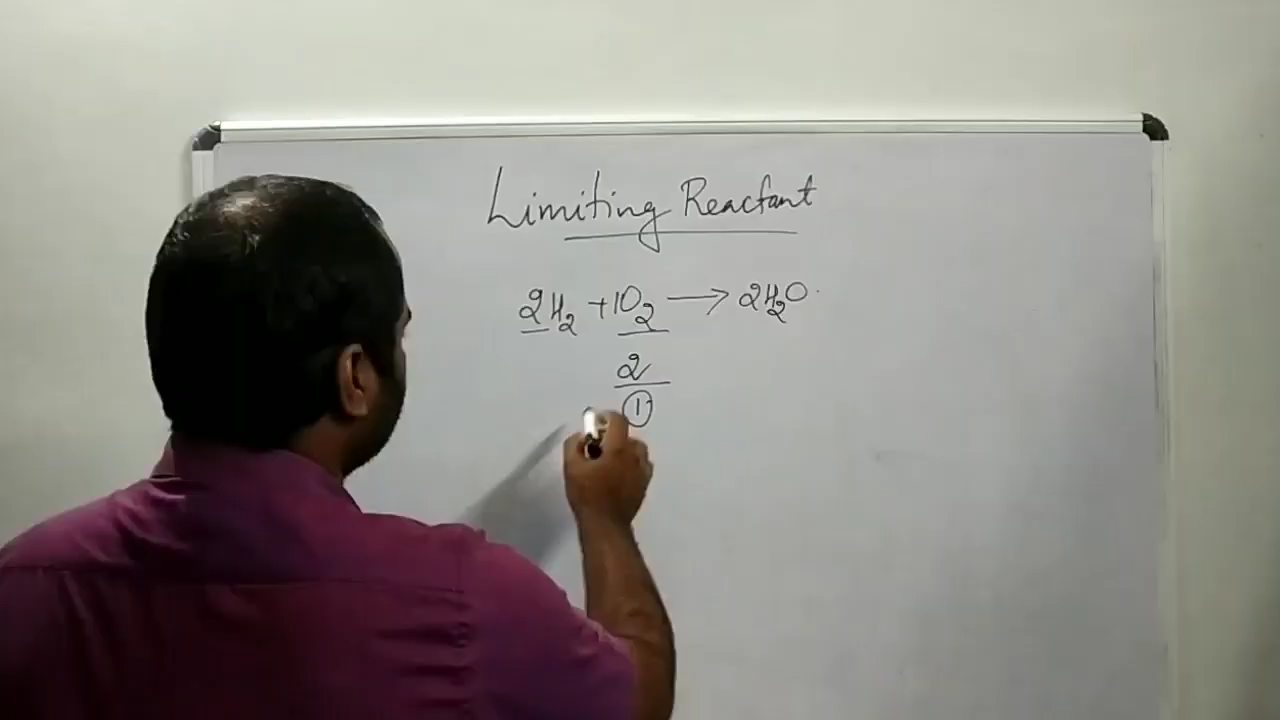 Limiting Reactant
2H₂ + 1O₂ → 2H₂O
2
1